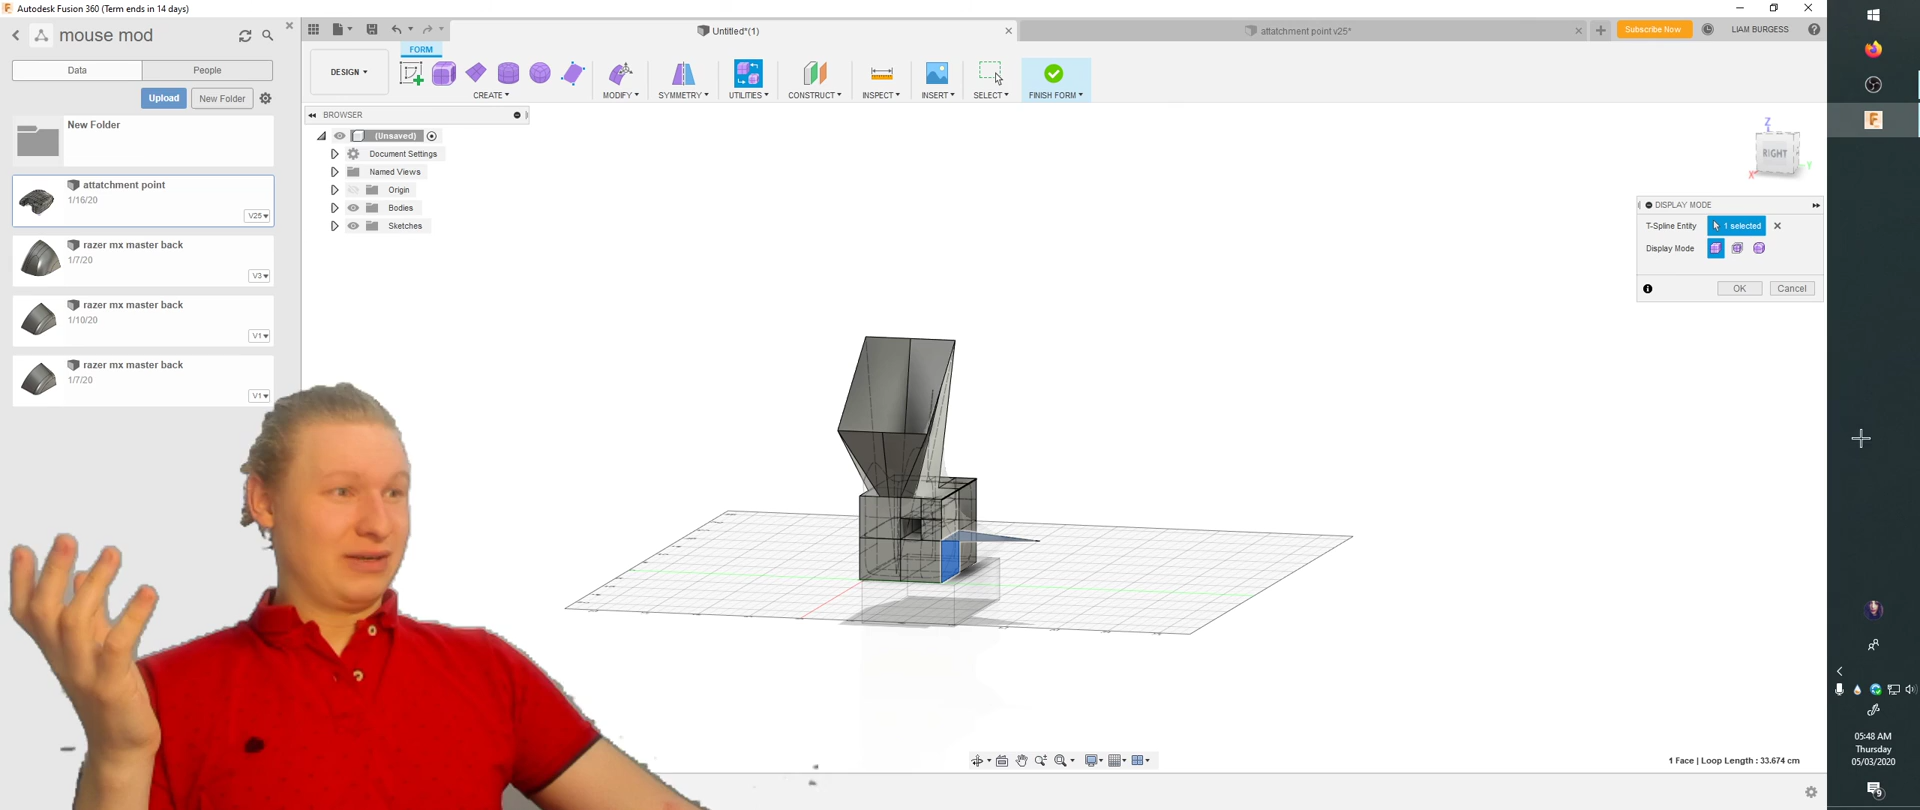 Autodesk Fusion 360 (Term ends in 14 days)
mouse mod
Data
People
Upload
New Folder
New Folder
attatchment point
1/16/20
V25
razer mx master back
1/7/20
V3
razer mx master back
1/10/20
V1
razer mx master back
1/7/20
V1
Untitled*(1)
attatchment point v25*
Subscribe Now
LIAM BURGESS
DESIGN
FORM
CREATE
MODIFY
SYMMETRY
UTILITIES
CONSTRUCT
INSPECT
INSERT
SELECT
FINISH FORM
BROWSER
(Unsaved)
Document Settings
Named Views
Origin
Bodies
Sketches
Z
RIGHT
X
Y
DISPLAY MODE
T-Spline Entity
1 selected
Display Mode
OK
Cancel
1 Face | Loop Length : 33.674 cm
05:48 AM
Thursday
05/03/2020
9